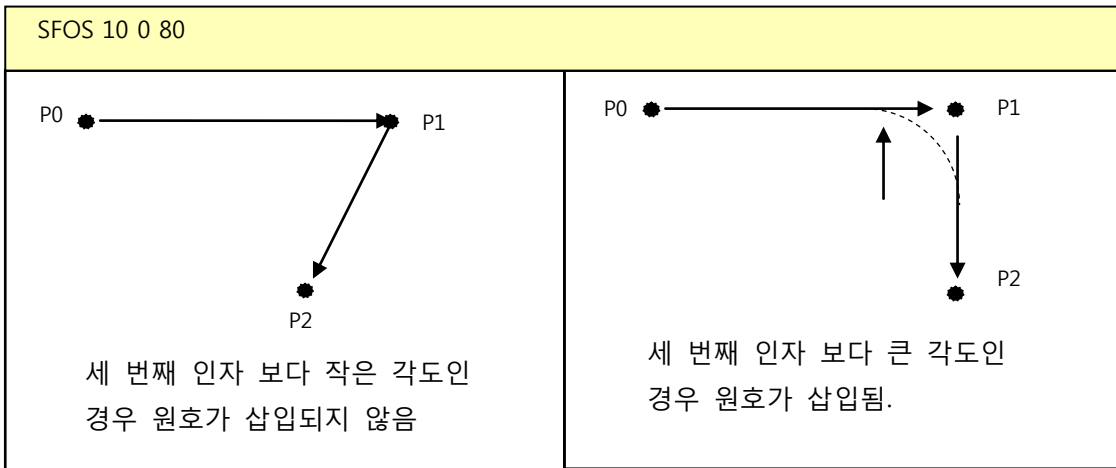 SFOS 10 0 80
P0
P1
P2
세 번째 인자 보다 작은 각도인
경우 원호가 삽입되지 않음
P0
P1
P2
세 번째 인자 보다 큰 각도인
경우 원호가 삽입됨.